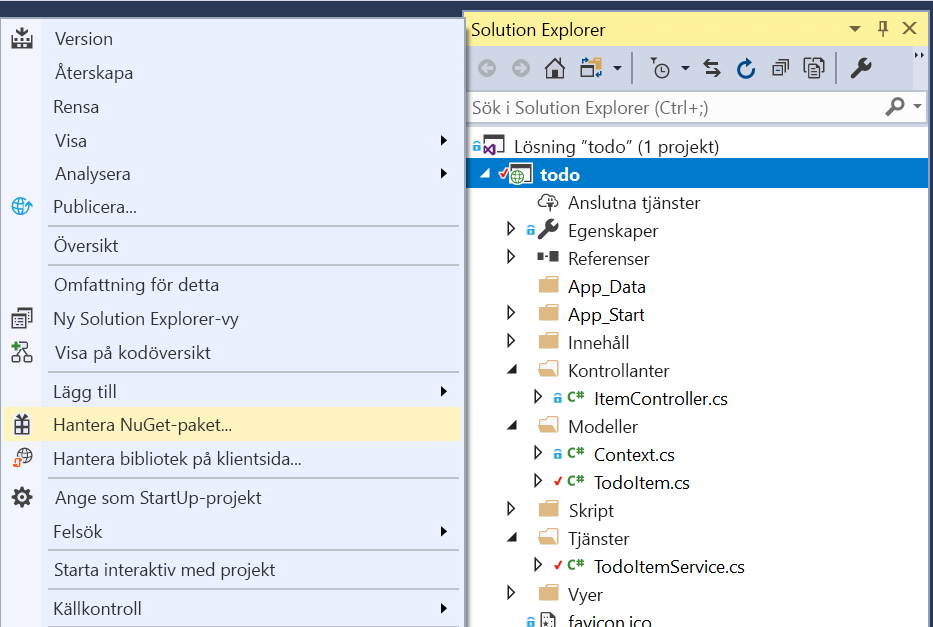 Version
Återskapa
Rensa
Visa
Analysera
Publicera...
Översikt
Omfattning för detta
Ny Solution Explorer-vy
Visa på kodöversikt
Lägg till
Hantera NuGet-paket...
Hantera bibliotek på klientsida...
Ange som StartUp-projekt
Felsök
Starta interaktiv med projekt
Källkontroll
Solution Explorer
Sök i Solution Explorer (Ctrl+;)
Lösning "todo" (1 projekt)
todo
Anslutna tjänster
Egenskaper
Referenser
App_Data
App_Start
Innehåll
Kontrollanter
C# ItemController.cs
Modeller
C# Context.cs
C# TodoItem.cs
Skript
Tjänster
C# TodoItemService.cs
Vyer
favicon.ico